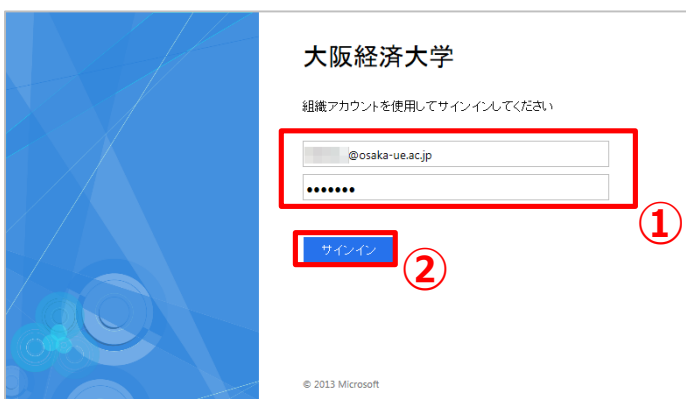 大阪経済大学
組織アカウントを使用してサインインしてください
@osaka-ue.ac.jp
•••••••
①
サインイン
②
© 2013 Microsoft